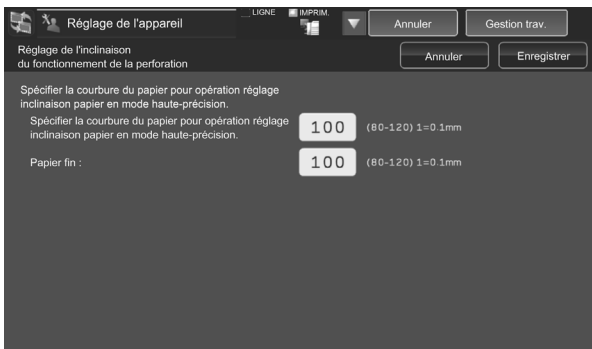 Réglage de l'appareil
LIGNE
IMPRIM.
Annuler
Gestion trav.
Réglage de l'inclinaison
du fonctionnement de la perforation
Annuler
Enregistrer
Spécifier la courbure du papier pour opération réglage
inclinaison papier en mode haute-précision.
Spécifier la courbure du papier pour opération réglage
inclinaison papier en mode haute-précision.
100 (80-120) 1=0.1mm
Papier fin : 100 (80-120) 1=0.1mm